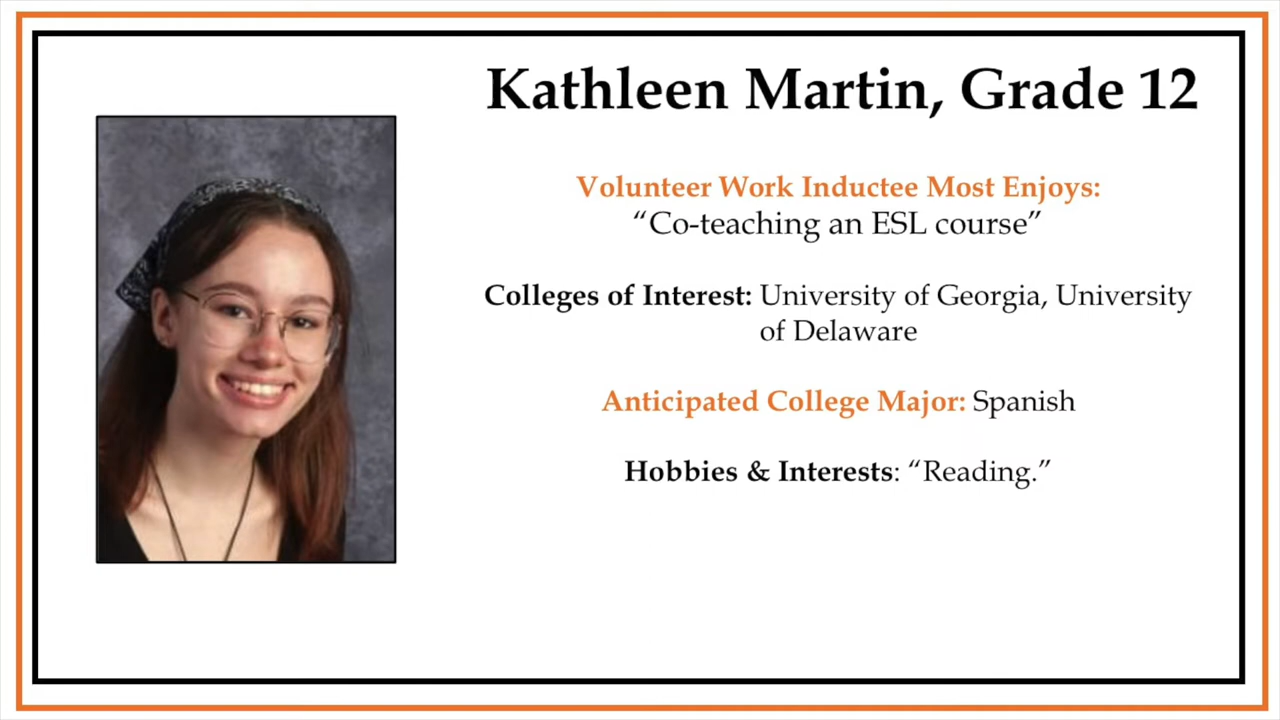 Kathleen Martin, Grade 12
Volunteer Work Inductee Most Enjoys:
“Co-teaching an ESL course”
Colleges of Interest: University of Georgia, University
of Delaware
Anticipated College Major: Spanish
Hobbies & Interests: “Reading.”